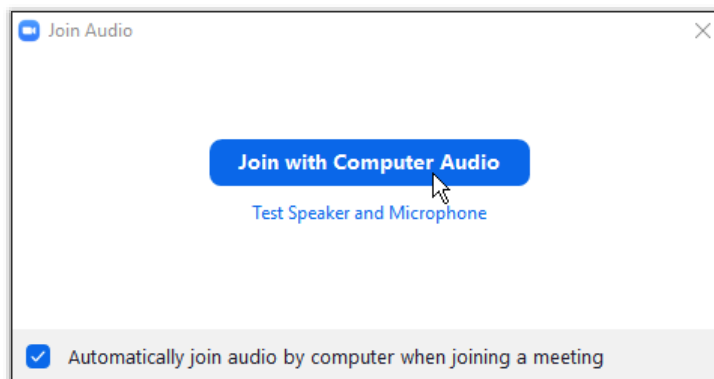 Join Audio
Join with Computer Audio
Test Speaker and Microphone
Automatically join audio by computer when joining a meeting